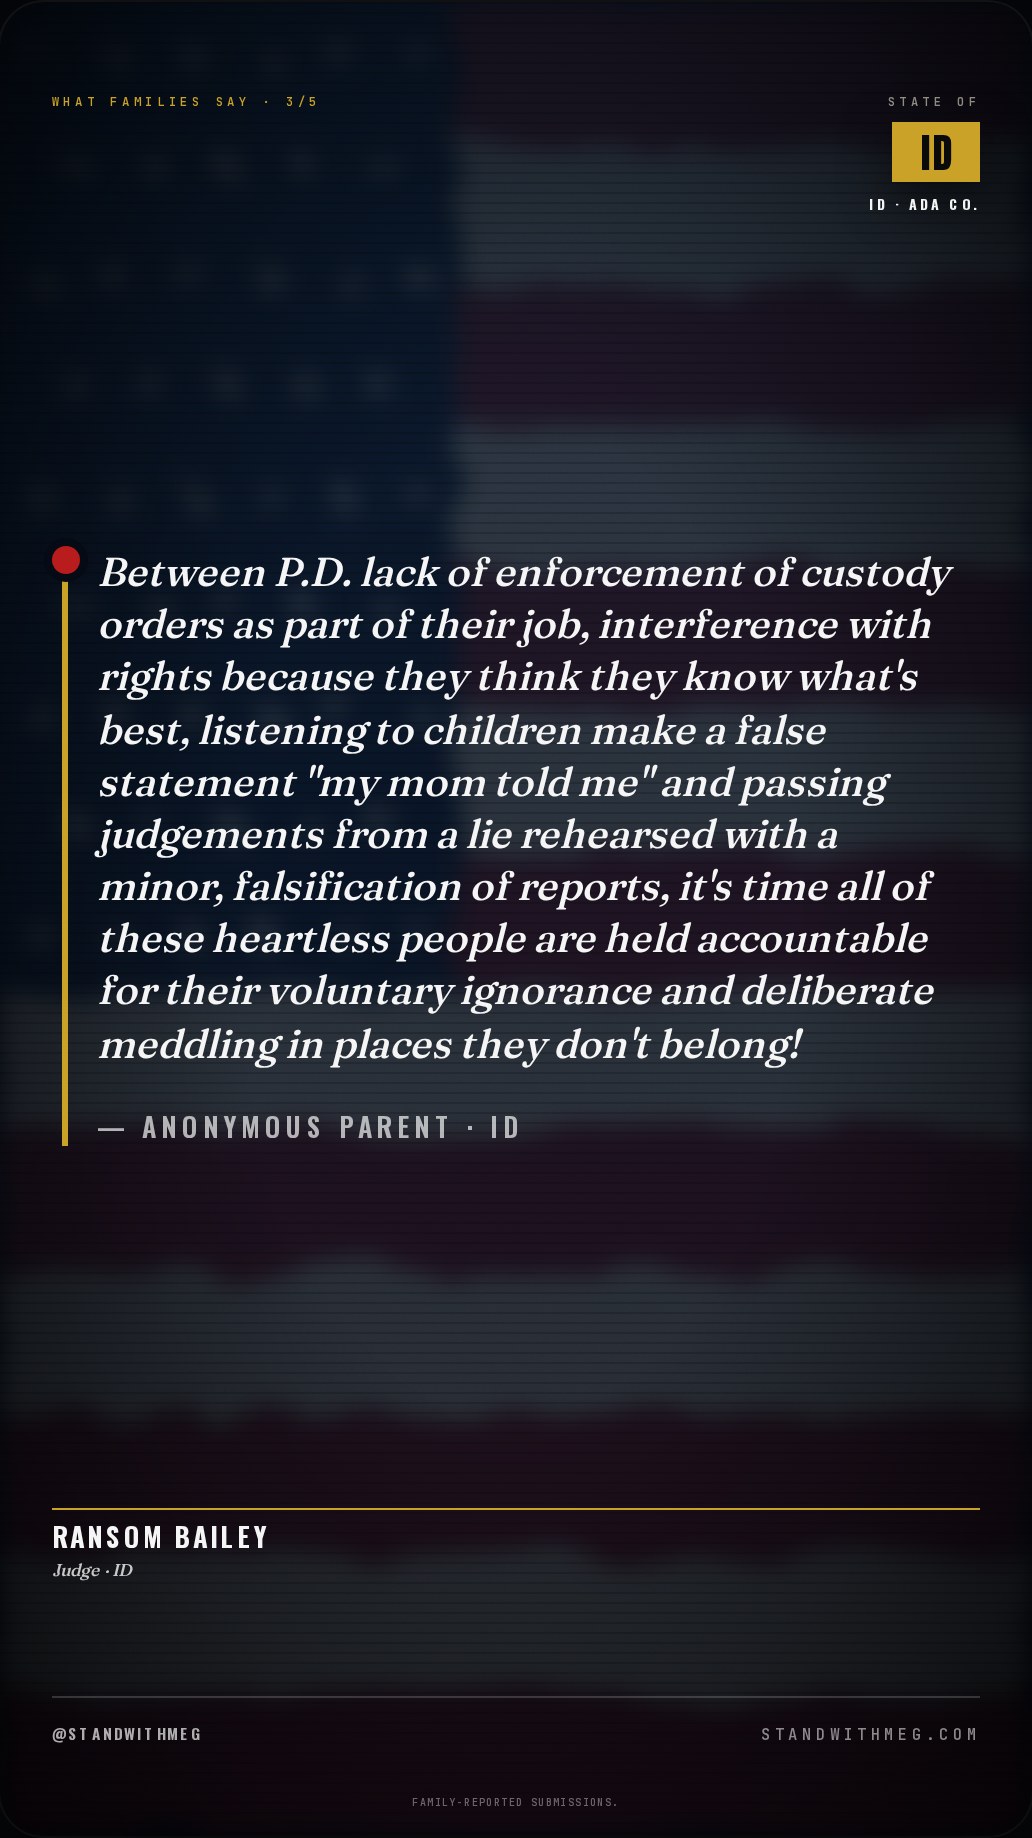 WHAT FAMILIES SAY · 3/5
STATE OF
ID
ID · ADA CO.
Between P.D. lack of enforcement of custody
orders as part of their job, interference with
rights because they think they know what's
best, listening to children make a false
statement "my mom told me" and passing
judgements from a lie rehearsed with a
minor, falsification of reports, it's time all of
these heartless people are held accountable
for their voluntary ignorance and deliberate
meddling in places they don't belong!
— ANONYMOUS PARENT · ID
RANSOM BAILEY
Judge · ID
@STANDWITHMEG
STANDWITHMEG.COM
FAMILY-REPORTED SUBMISSIONS.